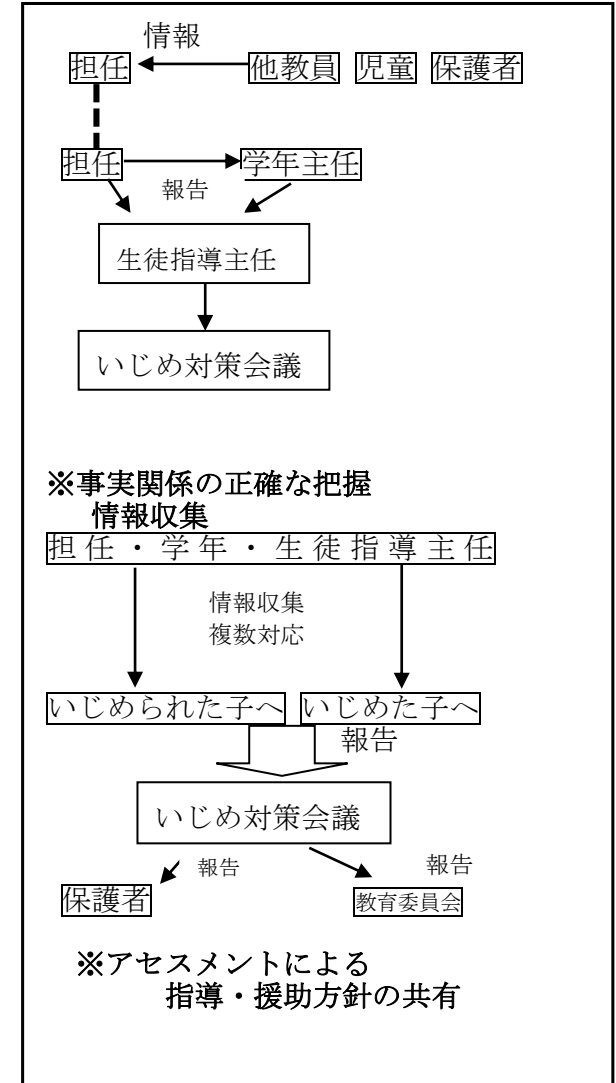 情報
担任 他教員 児童 保護者
担任 学年主任
報告
生徒指導主任
いじめ対策会議
※事実関係の正確な把握
情報収集
担任・学年・生徒指導主任
情報収集
複数対応
いじめられた子へ いじめた子へ
報告
いじめ対策会議
報告 報告
保護者 教育委員会
※アセスメントによる
指導・援助方針の共有